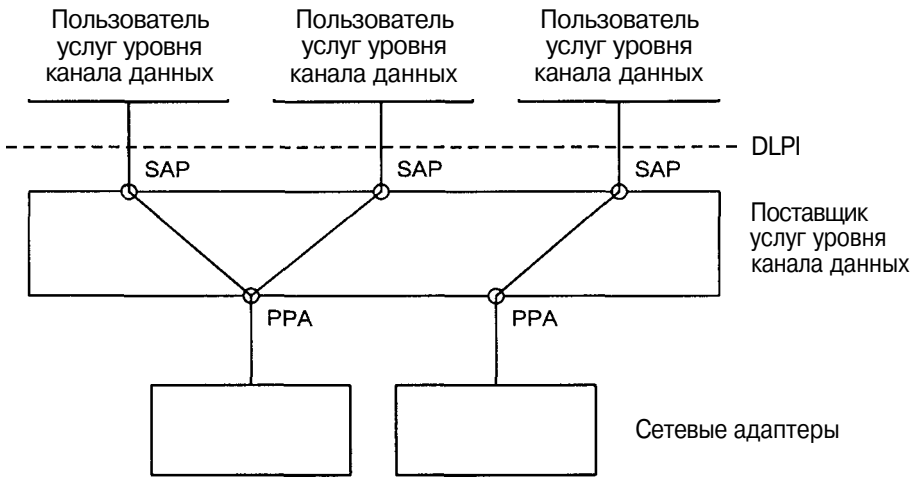 Пользователь
услуг уровня
канала данных
Пользователь
услуг уровня
канала данных
Пользователь
услуг уровня
канала данных
DLPI
SAP
SAP
SAP
Поставщик
услуг уровня
канала данных
PPA
PPA
Сетевые адаптеры